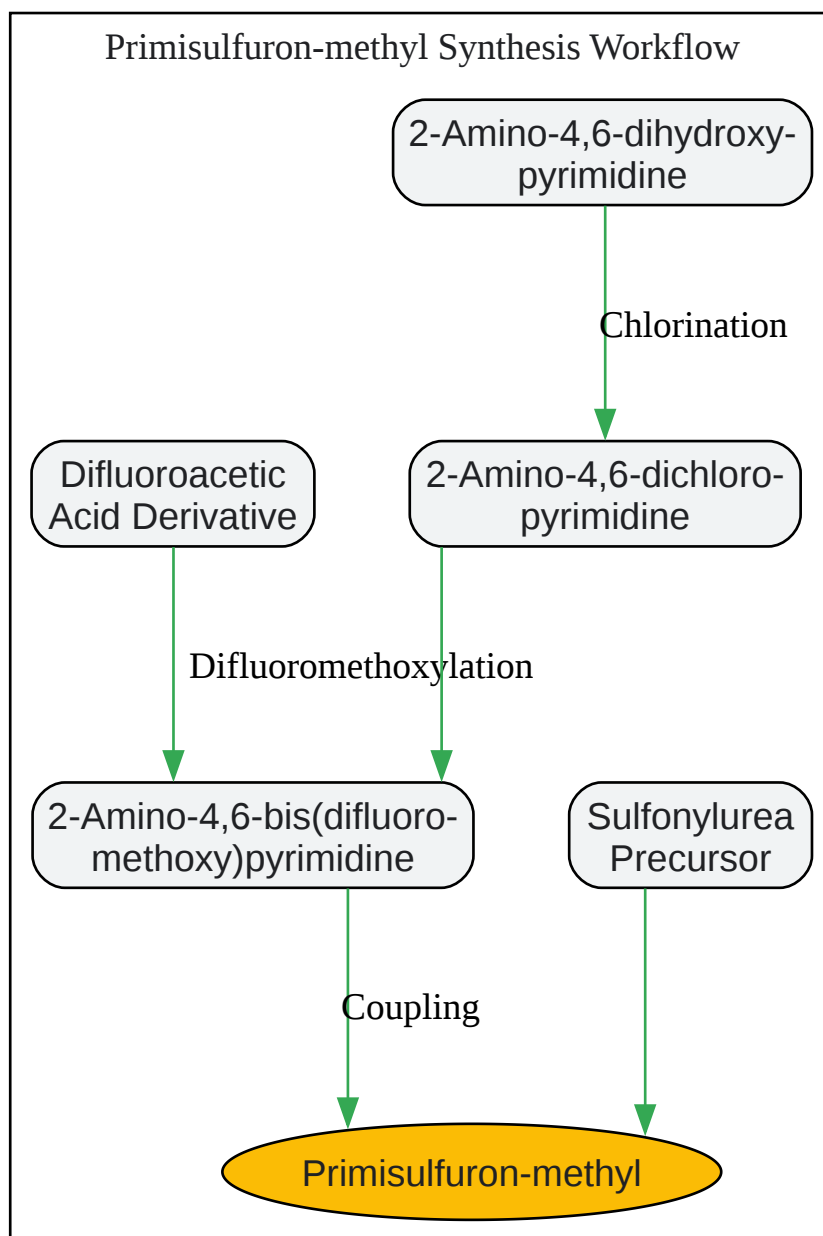 Primisulfuron-methyl Synthesis Workflow
2-Amino-4,6-dihydroxy-
pyrimidine
Chlorination
Difluoroacetic
Acid Derivative
2-Amino-4,6-dichloro-
pyrimidine
Difluoromethoxylation
2-Amino-4,6-bis(difluoro-
methoxy)pyrimidine
Sulfonylurea
Precursor
Coupling
Primisulfuron-methyl